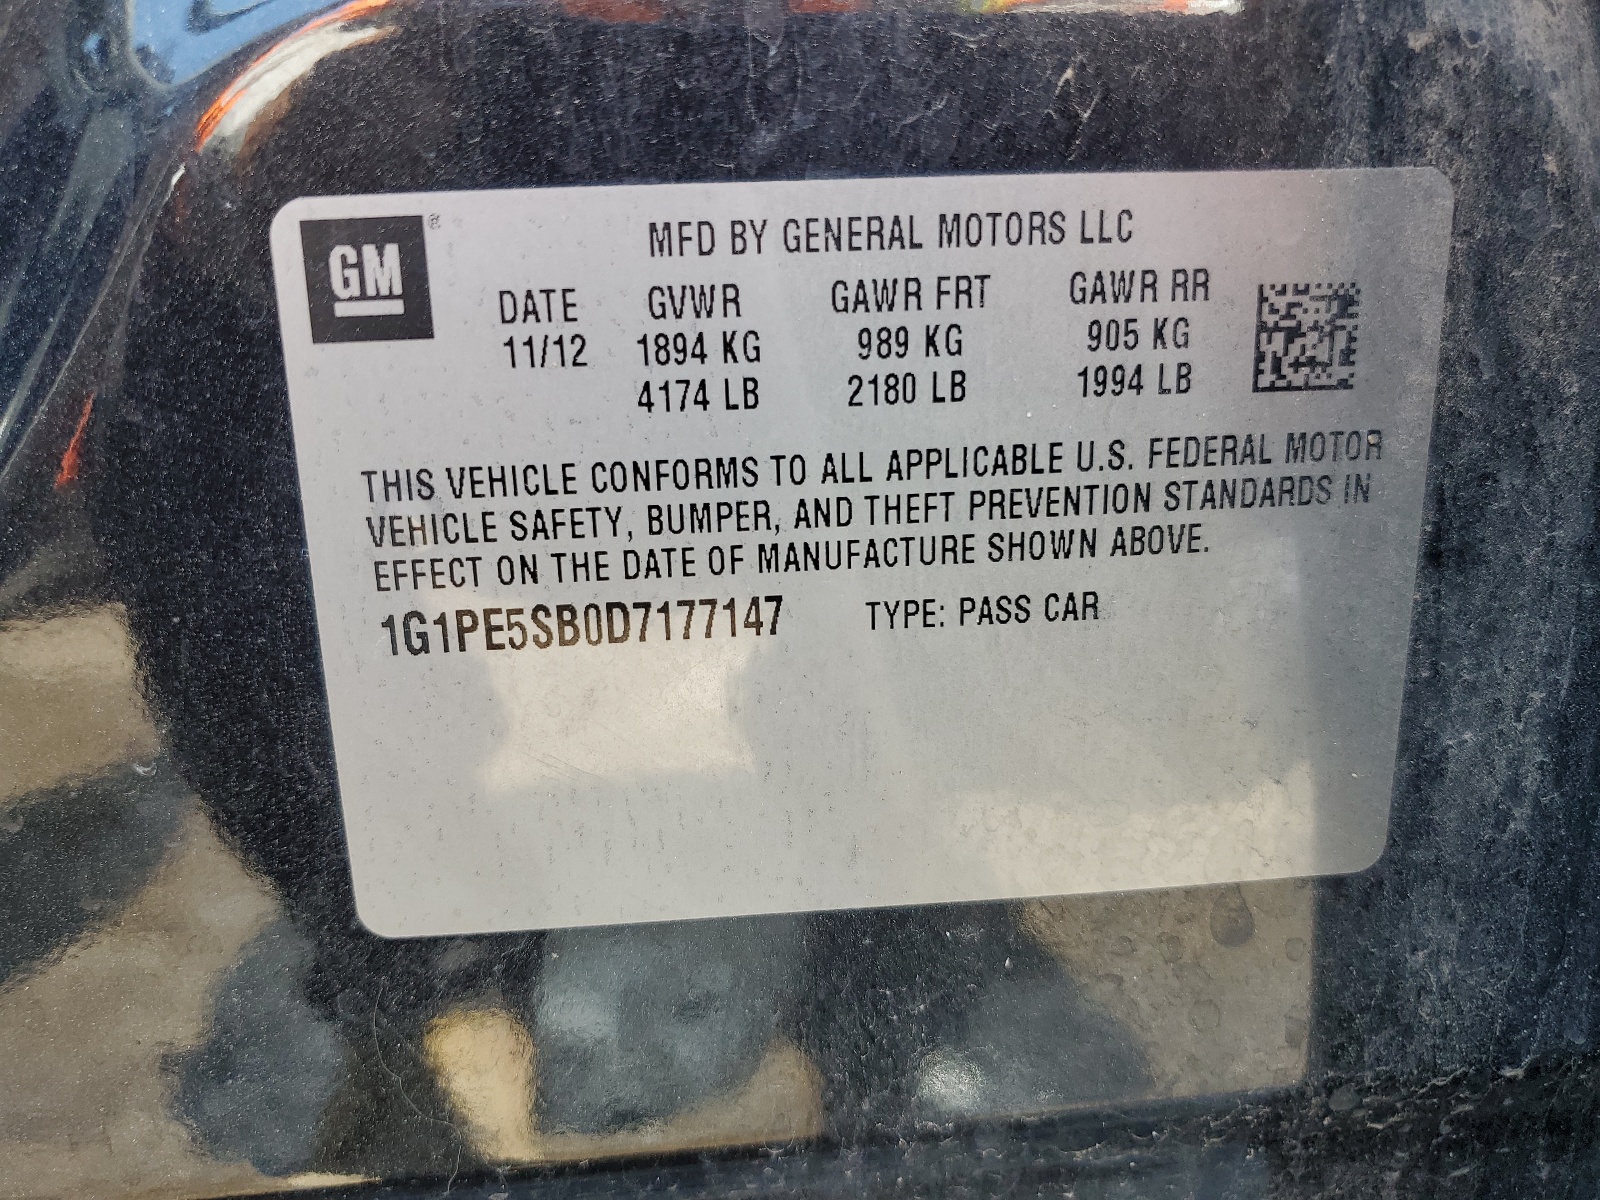 GM®
MFD BY GENERAL MOTORS LLC
DATE GVWR GAWR FRT GAWR RR
11/12 1894 KG 989 KG 905 KG
4174 LB 2180 LB 1994 LB
THIS VEHICLE CONFORMS TO ALL APPLICABLE U.S. FEDERAL MOTOR
VEHICLE SAFETY, BUMPER, AND THEFT PREVENTION STANDARDS IN
EFFECT ON THE DATE OF MANUFACTURE SHOWN ABOVE.
1G1PE5SB0D7177147 TYPE: PASS CAR